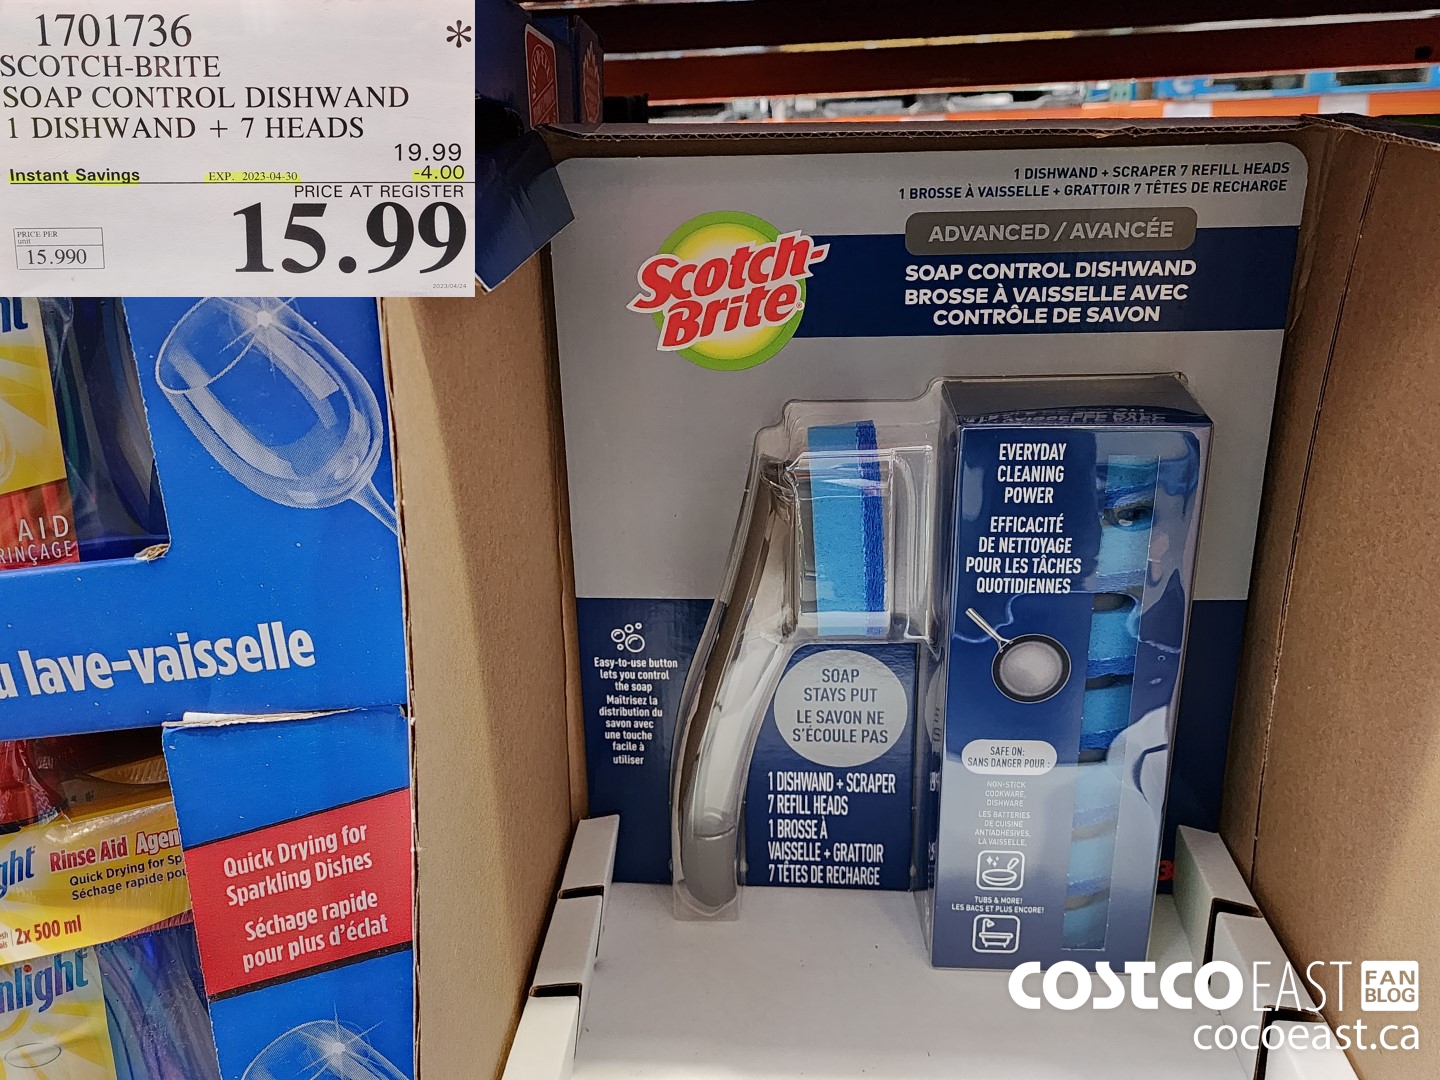 1701736 *
SCOTCH-BRITE
SOAP CONTROL DISHWAND
1 DISHWAND + 7 HEADS
19.99
Instant Savings EXP. 2023-04-30 -4.00
PRICE AT REGISTER
15.99
PRICE PER
unit
15.990
2023/04/24
1 DISHWAND + SCRAPER 7 REFILL HEADS
1 BROSSE À VAISSELLE + GRATTOIR 7 TÊTES DE RECHARGE
Scotch-
Brite
ADVANCED / AVANCÉE
SOAP CONTROL DISHWAND
BROSSE À VAISSELLE AVEC
CONTRÔLE DE SAVON
EVERYDAY
CLEANING
POWER
EFFICACITÉ
DE NETTOYAGE
POUR LES TÂCHES
QUOTIDIENNES
SAFE ON:
SANS DANGER POUR :
NON-STICK
COOKWARE,
DISHWARE
LES BATTERIES
DE CUISINE
ANTIADHÉSIVES,
LA VAISSELLE,
TUBS & MORE!
LES BACS ET PLUS ENCORE!
Easy-to-use button
lets you control
the soap
Maîtrisez la
distribution du
savon avec
une touche
facile à
utiliser
SOAP
STAYS PUT
LE SAVON NE
S'ÉCOULE PAS
1 DISHWAND + SCRAPER
7 REFILL HEADS
1 BROSSE À
VAISSELLE + GRATTOIR
7 TÊTES DE RECHARGE
AID
RINÇAGE
u lave-vaisselle
Rinse Aid Agen
Quick Drying for Sp
Séchage rapide pou
2x 500 ml
Quick Drying for
Sparkling Dishes
Séchage rapide
pour plus d'éclat
nlight
COSTCO EAST FAN
BLOG
cocoeast.ca